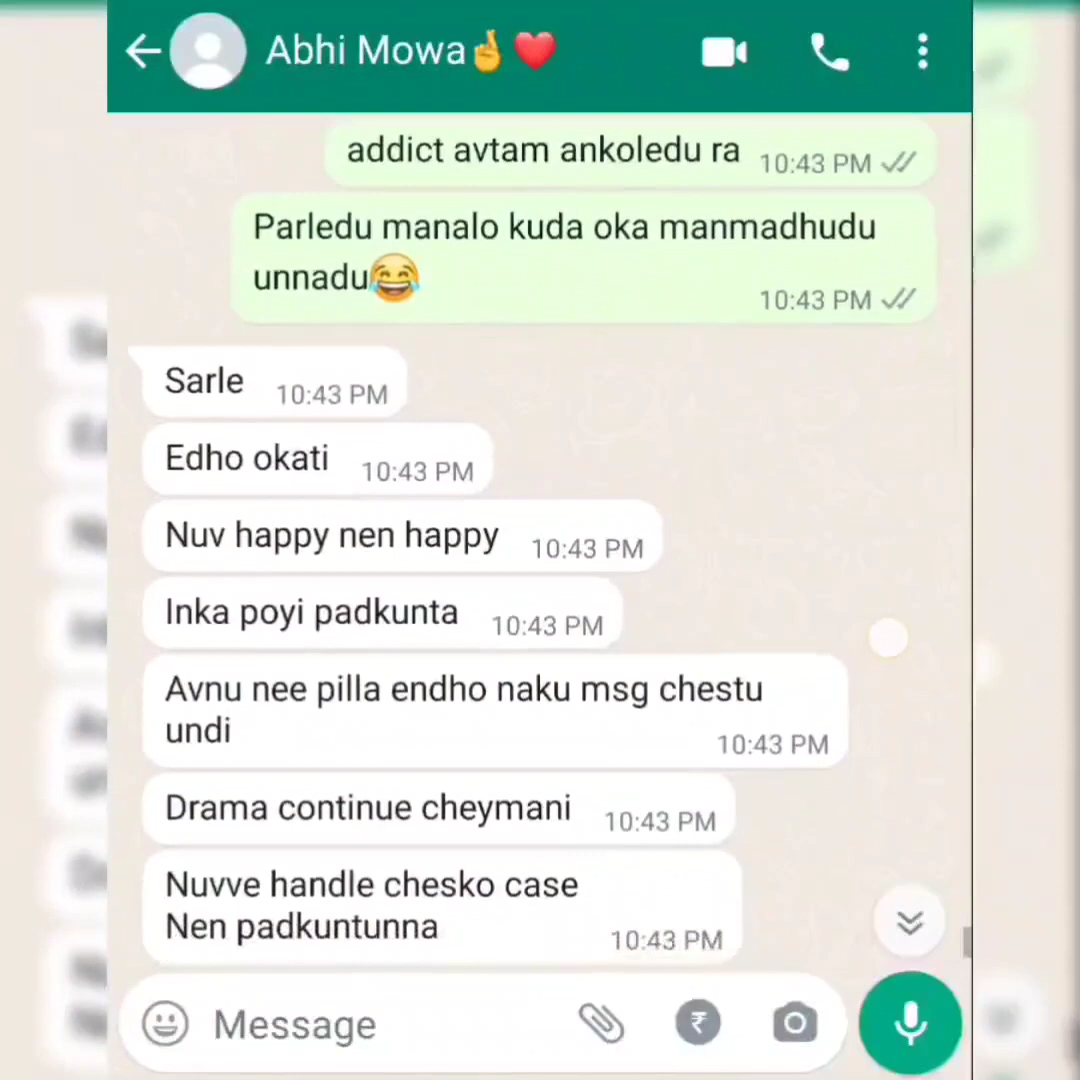 Abhi Mowa🤞❤️
addict avtam ankoledu ra 10:43 PM
Parledu manalo kuda oka manmadhudu
unnadu😂
10:43 PM
Sarle 10:43 PM
Edho okati 10:43 PM
Nuv happy nen happy 10:43 PM
Inka poyi padkunta 10:43 PM
Avnu nee pilla endho naku msg chestu
undi 10:43 PM
Drama continue cheymani 10:43 PM
Nuvve handle chesko case
Nen padkuntunna 10:43 PM
Message ₹